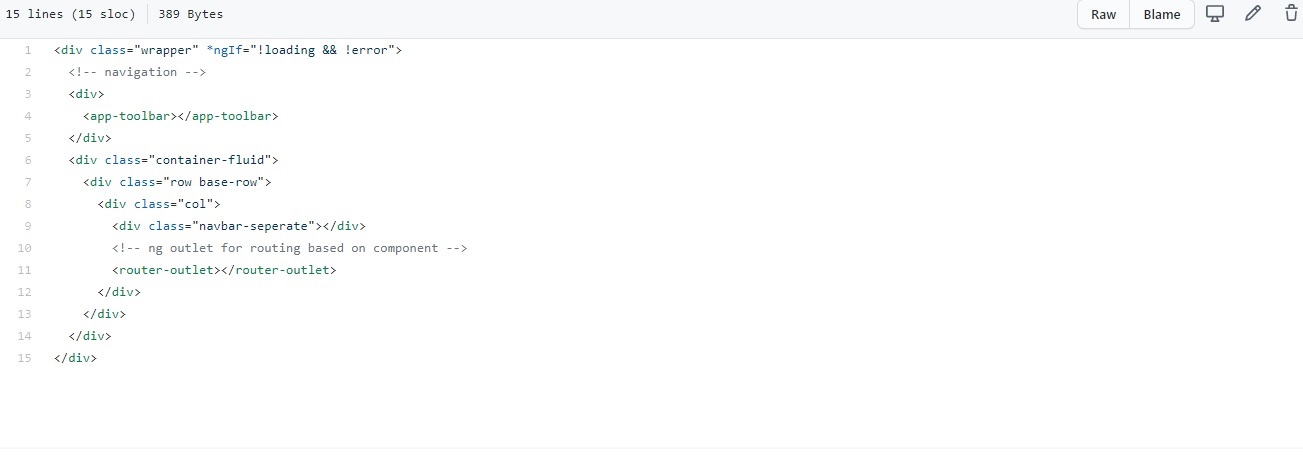 15 lines (15 sloc) 389 Bytes Raw Blame
1 <div class="wrapper" *ngIf="!loading && !error">
2   <!-- navigation -->
3   <div>
4     <app-toolbar></app-toolbar>
5   </div>
6   <div class="container-fluid">
7     <div class="row base-row">
8       <div class="col">
9         <div class="navbar-seperate"></div>
10         <!-- ng outlet for routing based on component -->
11         <router-outlet></router-outlet>
12       </div>
13     </div>
14   </div>
15 </div>